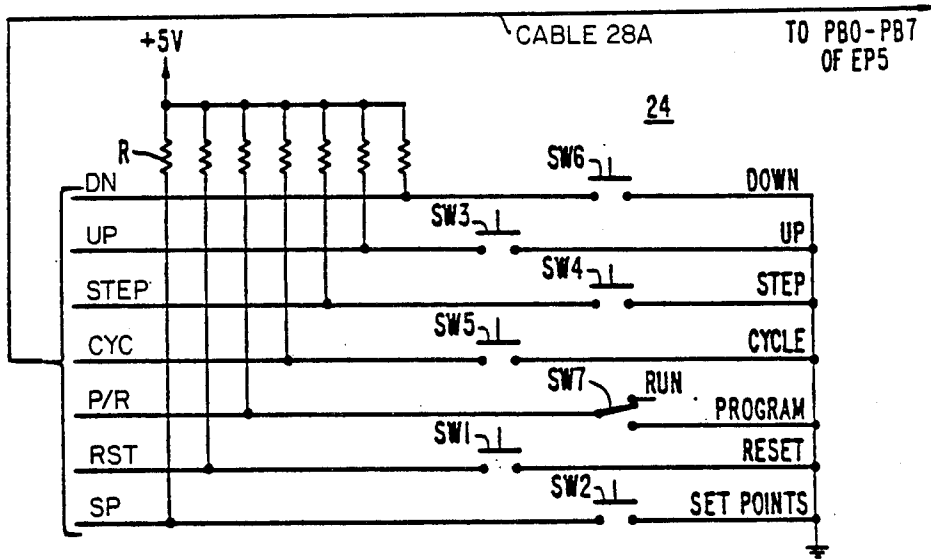 CABLE 28A
TO PB0-PB7
OF EP5
+5V
24
R
SW6
DN
DOWN
SW3
UP
UP
SW4
STEP
STEP
SW5
CYC
CYCLE
SW7
RUN
P/R
PROGRAM
SW1
RST
RESET
SW2
SP
SET POINTS